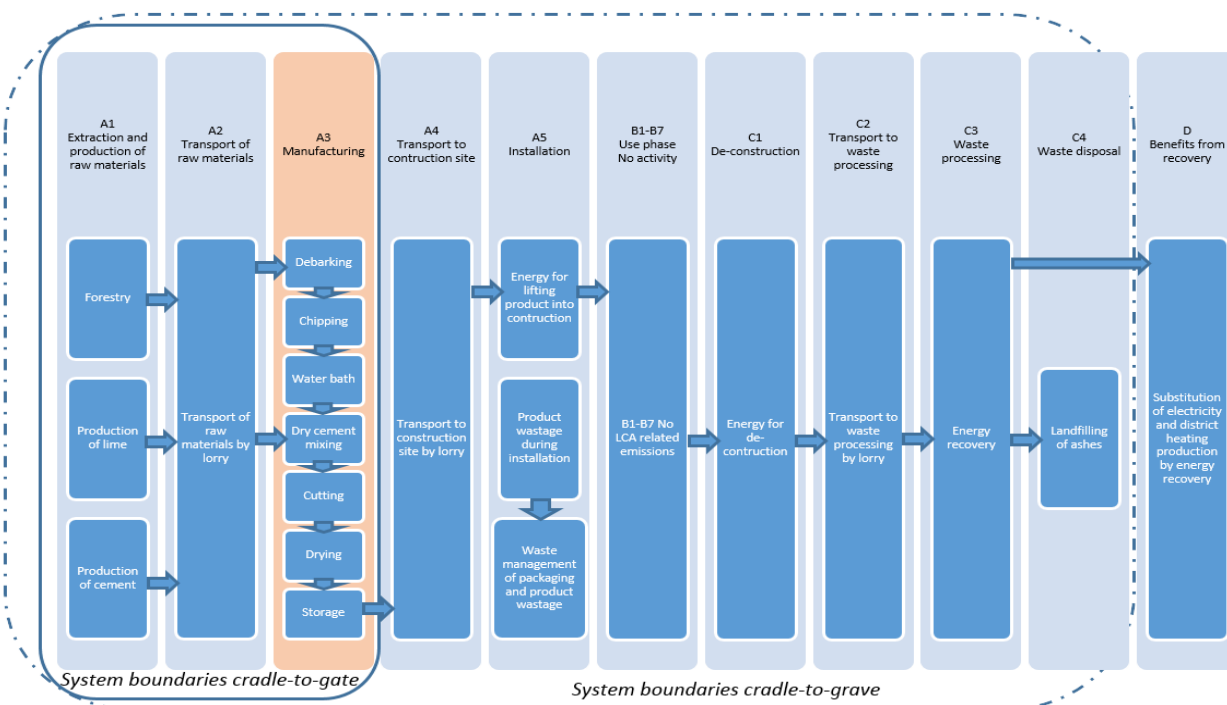 A1
Extraction and
production of
raw materials
A2
Transport of
raw materials
A3
Manufacturing
A4
Transport to
contruction site
A5
Installation
B1-B7
Use phase
No activity
C1
De-construction
C2
Transport to
waste
processing
C3
Waste
processing
C4
Waste disposal
D
Benefits from
recovery
Forestry
Production
of lime
Production
of cement
Transport of
raw
materials by
lorry
Debarking
Chipping
Water bath
Dry cement
mixing
Cutting
Drying
Storage
Transport to
construction
site by lorry
Energy for
lifting
product into
contruction
Product
wastage
during
installation
Waste
management
of packaging
and product
wastage
B1-B7 No
LCA related
emissions
Energy for
de-
contruction
Transport to
waste
processing
by lorry
Energy
recovery
Landfilling
of ashes
Substitution
of electricity
and district
heating
production by
energy
recovery
System boundaries cradle-to-gate
System boundaries cradle-to-grave